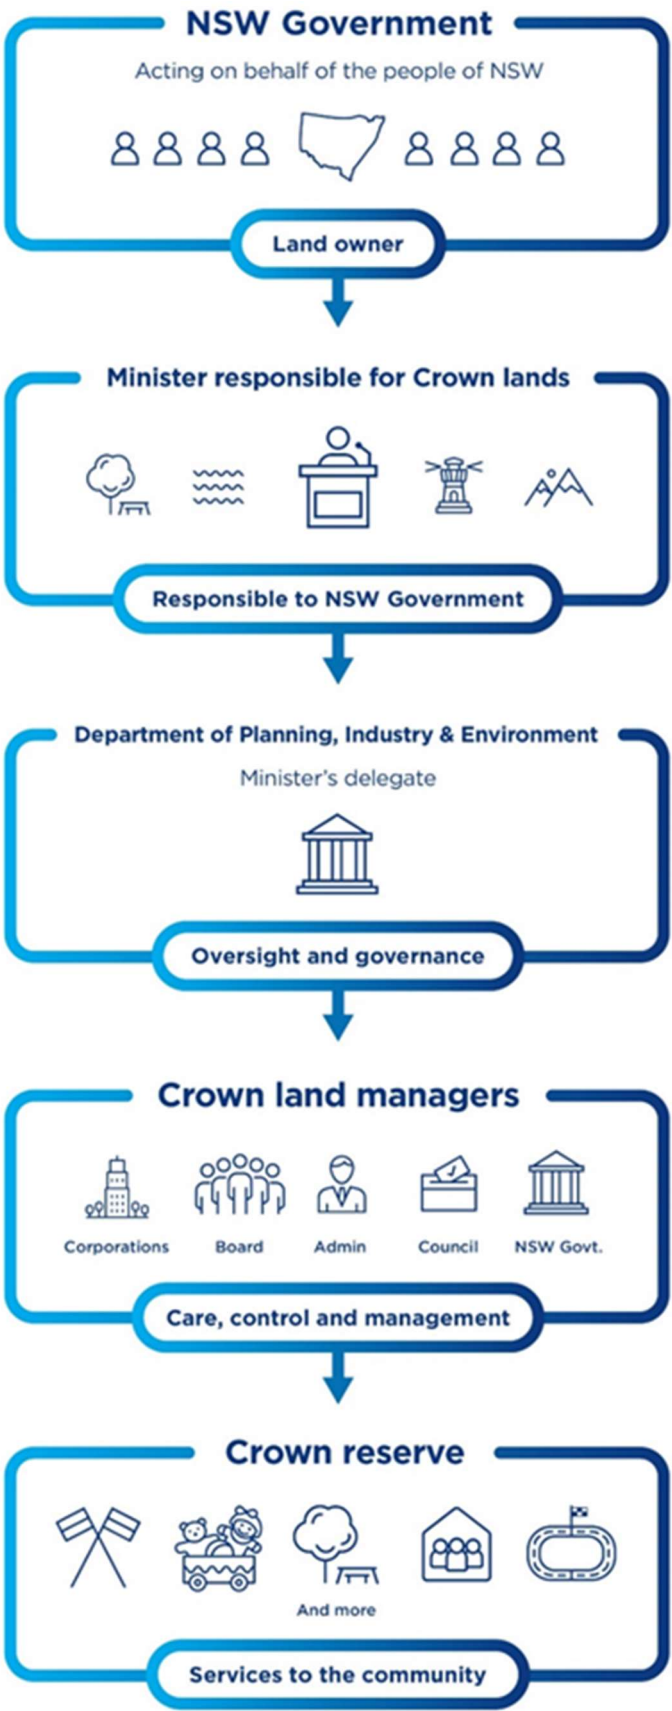 NSW Government
Acting on behalf of the people of NSW
Land owner
Minister responsible for Crown lands
Responsible to NSW Government
Department of Planning, Industry & Environment
Minister's delegate
Oversight and governance
Crown land managers
Corporations Board Admin Council NSW Govt.
Care, control and management
Crown reserve
And more
Services to the community